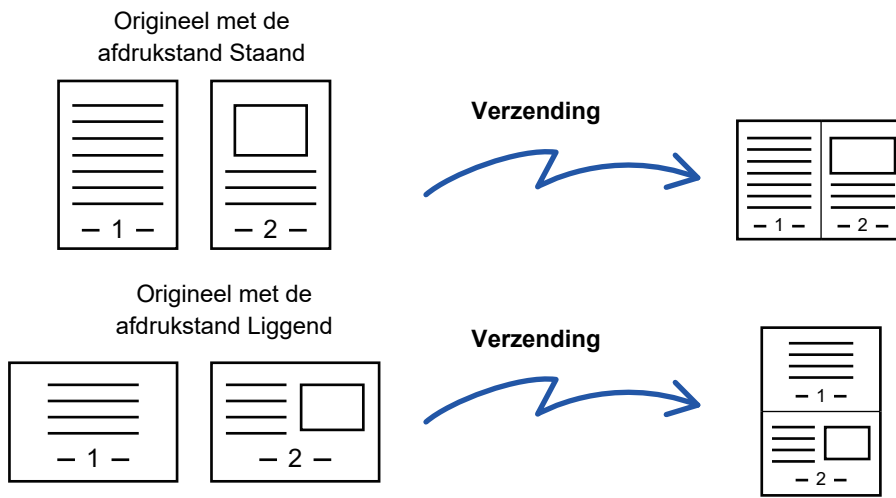 Origineel met de
afdrukstand Staand
Verzending
– 1 –
– 2 –
– 1 –
– 2 –
Origineel met de
afdrukstand Liggend
Verzending
– 1 –
– 2 –
– 1 –
– 2 –